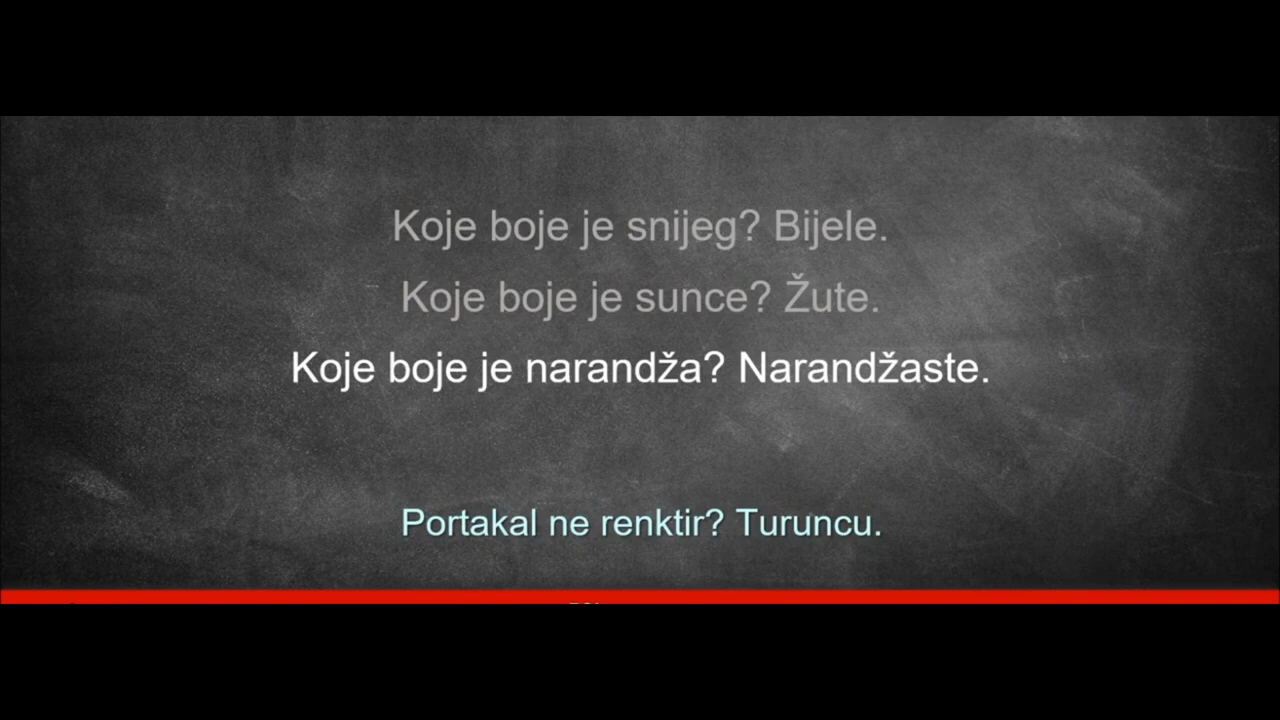 Koje boje je snijeg? Bijele.
Koje boje je sunce? Žute.
Koje boje je narandža? Narandžaste.
Portakal ne renktir? Turuncu.